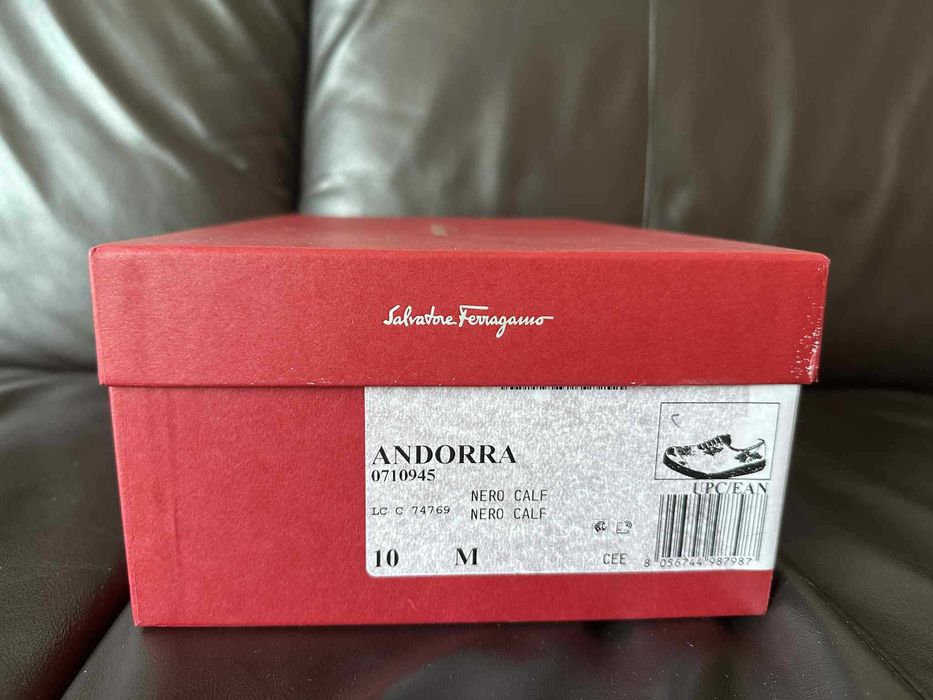 Salvatore Ferragamo
ANDORRA
0710945
NERO CALF
LC C 74769 NERO CALF
UPC/EAN
10 M CEE
8 056744 987987